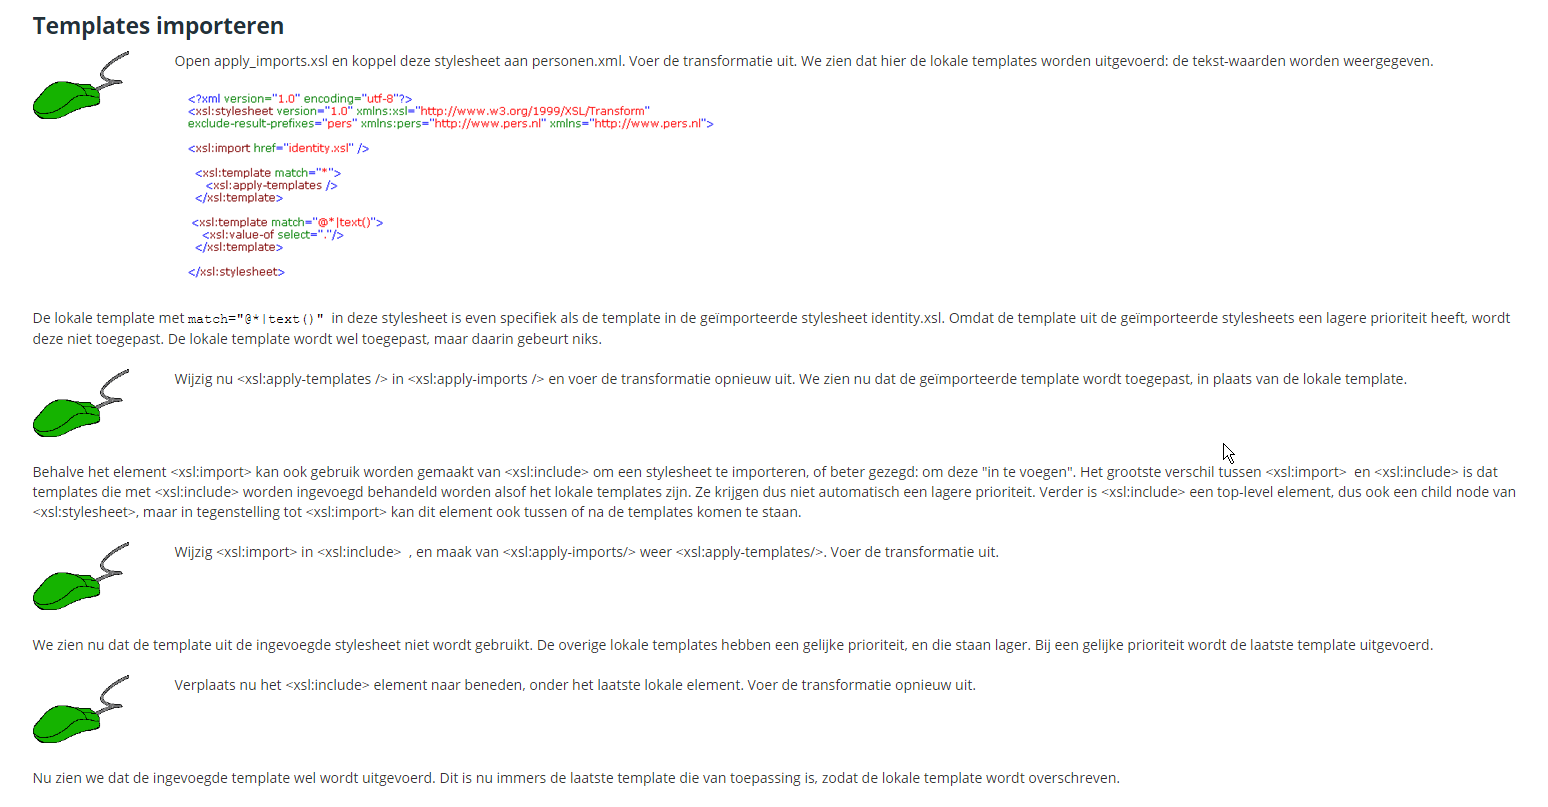 Templates importeren
Open apply_imports.xsl en koppel deze stylesheet aan personen.xml. Voer de transformatie uit. We zien dat hier de lokale templates worden uitgevoerd: de tekst-waarden worden weergegeven.
<?xml version="1.0" encoding="utf-8"?>
<xsl:stylesheet version="1.0" xmlns:xsl="http://www.w3.org/1999/XSL/Transform"
exclude-result-prefixes="pers" xmlns:pers="http://www.pers.nl" xmlns="http://www.pers.nl">
<xsl:import href="identity.xsl" />
<xsl:template match="*">
<xsl:apply-templates />
</xsl:template>
<xsl:template match="@*|text()">
<xsl:value-of select="."/>
</xsl:template>
</xsl:stylesheet>
De lokale template met match="@*|text()" in deze stylesheet is even specifiek als de template in de geïmporteerde stylesheet identity.xsl. Omdat de template uit de geïmporteerde stylesheets een lagere prioriteit heeft, wordt
deze niet toegepast. De lokale template wordt wel toegepast, maar daarin gebeurt niks.
Wijzig nu <xsl:apply-templates /> in <xsl:apply-imports /> en voer de transformatie opnieuw uit. We zien nu dat de geïmporteerde template wordt toegepast, in plaats van de lokale template.
Behalve het element <xsl:import> kan ook gebruik worden gemaakt van <xsl:include> om een stylesheet te importeren, of beter gezegd: om deze "in te voegen". Het grootste verschil tussen <xsl:import>  en <xsl:include> is dat
templates die met <xsl:include> worden ingevoegd behandeld worden alsof het lokale templates zijn. Ze krijgen dus niet automatisch een lagere prioriteit. Verder is <xsl:include> een top-level element, dus ook een child node van
<xsl:stylesheet>, maar in tegenstelling tot <xsl:import> kan dit element ook tussen of na de templates komen te staan.
Wijzig <xsl:import> in <xsl:include>  , en maak van <xsl:apply-imports/> weer <xsl:apply-templates/>. Voer de transformatie uit.
We zien nu dat de template uit de ingevoegde stylesheet niet wordt gebruikt. De overige lokale templates hebben een gelijke prioriteit, en die staan lager. Bij een gelijke prioriteit wordt de laatste template uitgevoerd.
Verplaats nu het <xsl:include> element naar beneden, onder het laatste lokale element. Voer de transformatie opnieuw uit.
Nu zien we dat de ingevoegde template wel wordt uitgevoerd. Dit is nu immers de laatste template die van toepassing is, zodat de lokale template wordt overschreven.